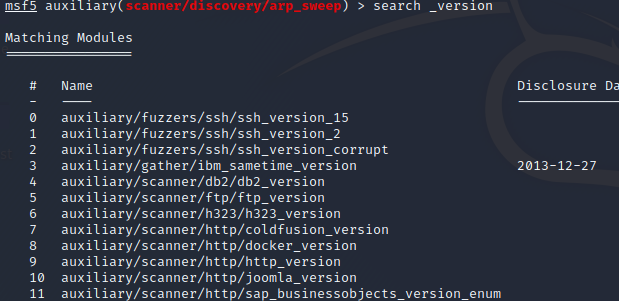 msf5 auxiliary(scanner/discovery/arp_sweep) > search _version
Matching Modules
================
# Name Disclosure Da
- ---- -------------
0 auxiliary/fuzzers/ssh/ssh_version_15
1 auxiliary/fuzzers/ssh/ssh_version_2
2 auxiliary/fuzzers/ssh/ssh_version_corrupt
3 auxiliary/gather/ibm_sametime_version 2013-12-27
4 auxiliary/scanner/db2/db2_version
5 auxiliary/scanner/ftp/ftp_version
6 auxiliary/scanner/h323/h323_version
7 auxiliary/scanner/http/coldfusion_version
8 auxiliary/scanner/http/docker_version
9 auxiliary/scanner/http/http_version
10 auxiliary/scanner/http/joomla_version
11 auxiliary/scanner/http/sap_businessobjects_version_enum